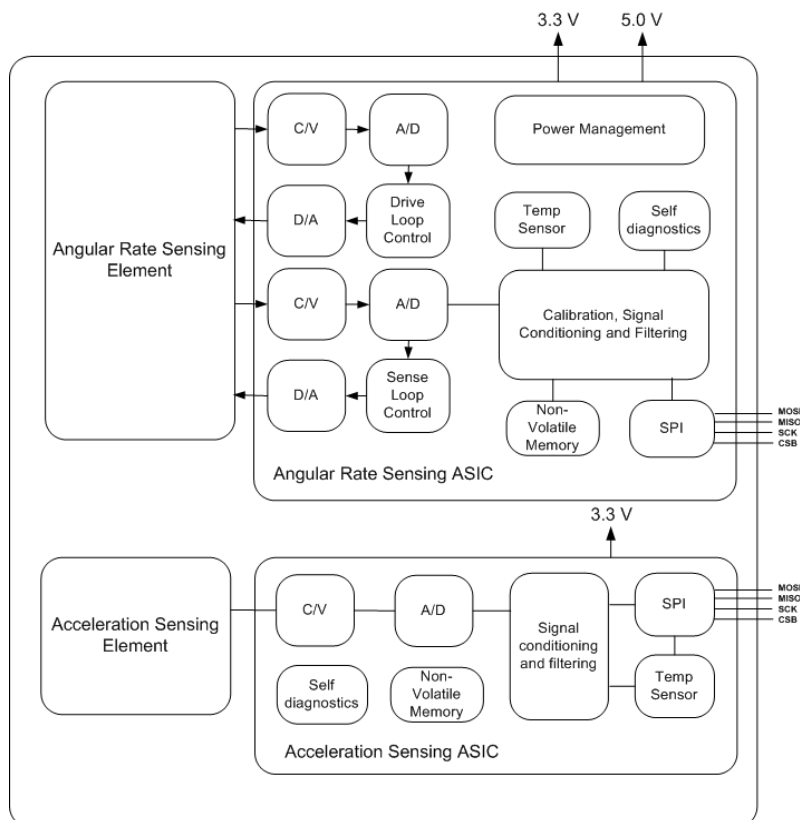 3.3 V
5.0 V
C/V
A/D
Power Management
D/A
Drive
Loop
Control
Temp
Sensor
Self
diagnostics
Angular Rate Sensing
Element
C/V
A/D
Calibration, Signal
Conditioning and Filtering
D/A
Sense
Loop
Control
Non-
Volatile
Memory
SPI
MOSI
MISO
SCK
CSB
Angular Rate Sensing ASIC
3.3 V
Acceleration Sensing
Element
C/V
A/D
Signal
conditioning
and filtering
SPI
MOSI
MISO
SCK
CSB
Self
diagnostics
Non-
Volatile
Memory
Temp
Sensor
Acceleration Sensing ASIC